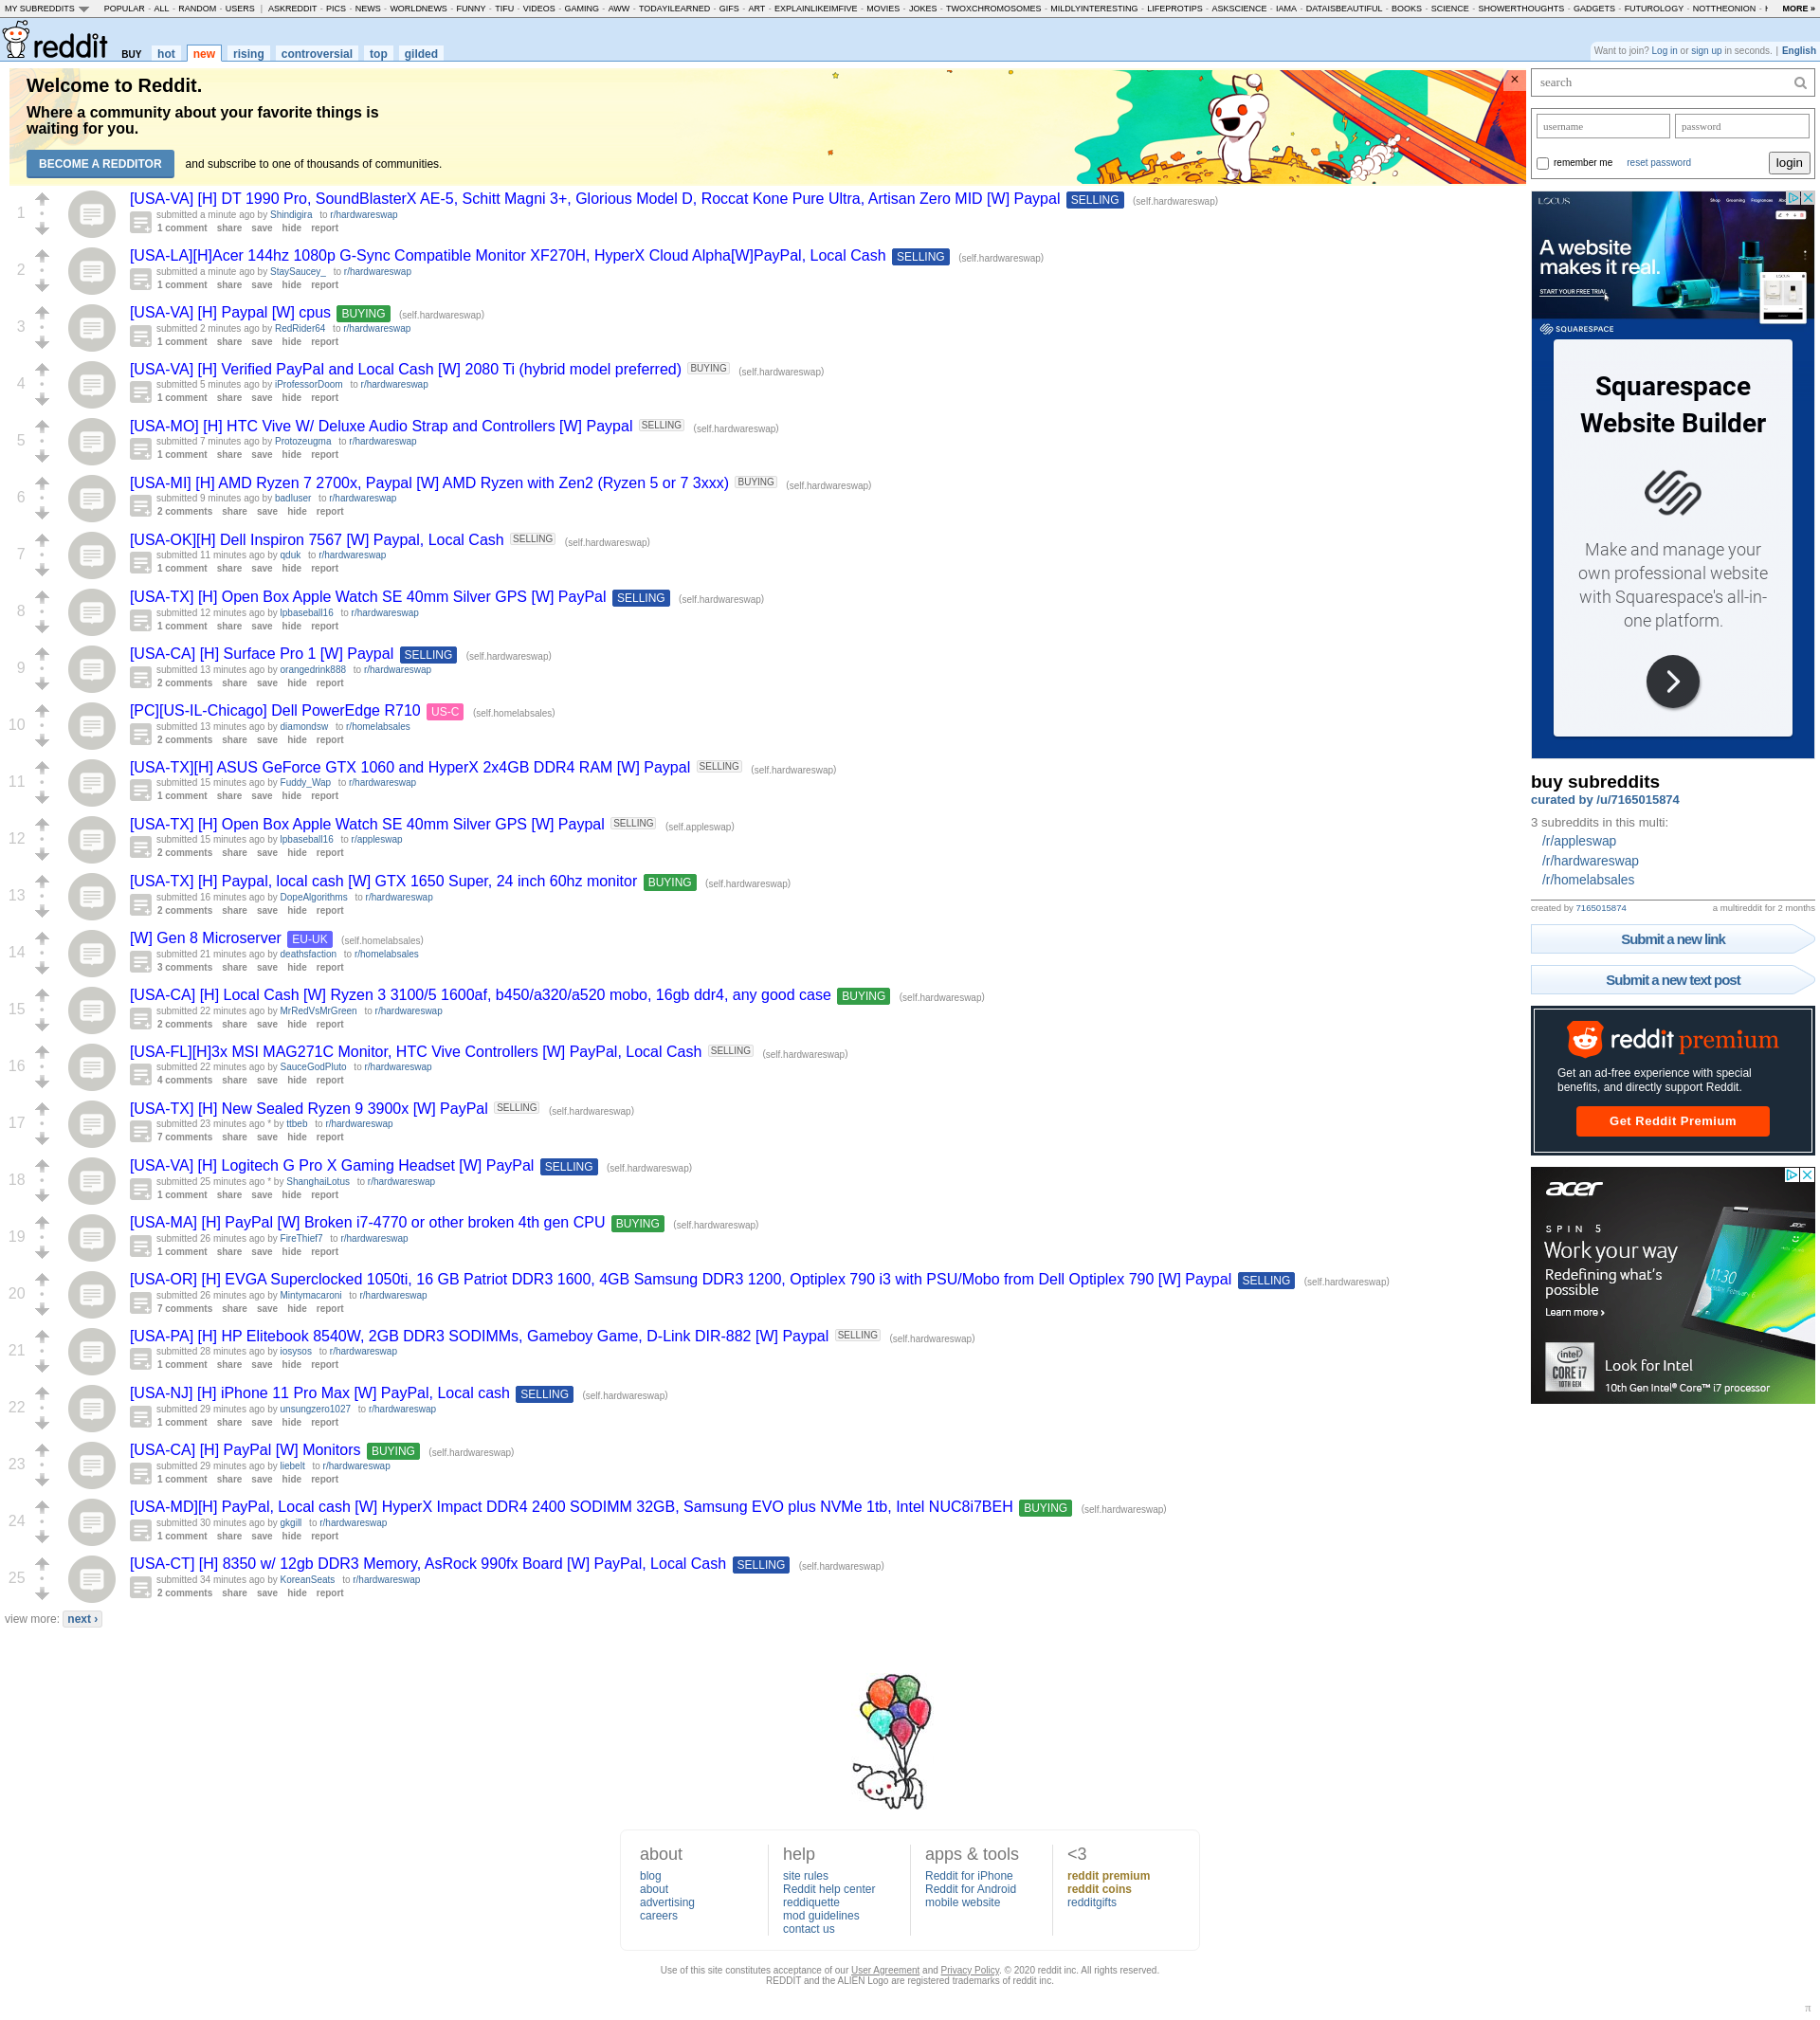 MY SUBREDDITS POPULAR - ALL - RANDOM - USERS | ASKREDDIT - PICS - NEWS - WORLDNEWS - FUNNY - TIFU - VIDEOS - GAMING - AWW - TODAYILEARNED - GIFS - ART - EXPLAINLIKEIMFIVE - MOVIES - JOKES - TWOXCHROMOSOMES - MILDLYINTERESTING - LIFEPROTIPS - ASKSCIENCE - IAMA - DATAISBEAUTIFUL - BOOKS - SCIENCE - SHOWERTHOUGHTS - GADGETS - FUTUROLOGY - NOTTHEONION - MORE »
reddit BUY hot new rising controversial top gilded
Want to join? Log in or sign up in seconds. | English
Welcome to Reddit.
Where a community about your favorite things is
waiting for you.
BECOME A REDDITOR and subscribe to one of thousands of communities.
1 [USA-VA] [H] DT 1990 Pro, SoundBlasterX AE-5, Schitt Magni 3+, Glorious Model D, Roccat Kone Pure Ultra, Artisan Zero MID [W] Paypal SELLING (self.hardwareswap)
submitted a minute ago by Shindigira to r/hardwareswap
1 comment share save hide report
2 [USA-LA][H]Acer 144hz 1080p G-Sync Compatible Monitor XF270H, HyperX Cloud Alpha[W]PayPal, Local Cash SELLING (self.hardwareswap)
submitted a minute ago by StaySaucey_ to r/hardwareswap
1 comment share save hide report
3 [USA-VA] [H] Paypal [W] cpus BUYING (self.hardwareswap)
submitted 2 minutes ago by RedRider64 to r/hardwareswap
1 comment share save hide report
4 [USA-VA] [H] Verified PayPal and Local Cash [W] 2080 Ti (hybrid model preferred) BUYING (self.hardwareswap)
submitted 5 minutes ago by iProfessorDoom to r/hardwareswap
1 comment share save hide report
5 [USA-MO] [H] HTC Vive W/ Deluxe Audio Strap and Controllers [W] Paypal SELLING (self.hardwareswap)
submitted 7 minutes ago by Protozeugma to r/hardwareswap
1 comment share save hide report
6 [USA-MI] [H] AMD Ryzen 7 2700x, Paypal [W] AMD Ryzen with Zen2 (Ryzen 5 or 7 3xxx) BUYING (self.hardwareswap)
submitted 9 minutes ago by badluser to r/hardwareswap
2 comments share save hide report
7 [USA-OK][H] Dell Inspiron 7567 [W] Paypal, Local Cash SELLING (self.hardwareswap)
submitted 11 minutes ago by qduk to r/hardwareswap
1 comment share save hide report
8 [USA-TX] [H] Open Box Apple Watch SE 40mm Silver GPS [W] PayPal SELLING (self.hardwareswap)
submitted 12 minutes ago by lpbaseball16 to r/hardwareswap
1 comment share save hide report
9 [USA-CA] [H] Surface Pro 1 [W] Paypal SELLING (self.hardwareswap)
submitted 13 minutes ago by orangedrink888 to r/hardwareswap
2 comments share save hide report
10 [PC][US-IL-Chicago] Dell PowerEdge R710 US-C (self.homelabsales)
submitted 13 minutes ago by diamondsw to r/homelabsales
2 comments share save hide report
11 [USA-TX][H] ASUS GeForce GTX 1060 and HyperX 2x4GB DDR4 RAM [W] Paypal SELLING (self.hardwareswap)
submitted 15 minutes ago by Fuddy_Wap to r/hardwareswap
1 comment share save hide report
12 [USA-TX] [H] Open Box Apple Watch SE 40mm Silver GPS [W] Paypal SELLING (self.appleswap)
submitted 15 minutes ago by lpbaseball16 to r/appleswap
2 comments share save hide report
13 [USA-TX] [H] Paypal, local cash [W] GTX 1650 Super, 24 inch 60hz monitor BUYING (self.hardwareswap)
submitted 16 minutes ago by DopeAlgorithms to r/hardwareswap
2 comments share save hide report
14 [W] Gen 8 Microserver EU-UK (self.homelabsales)
submitted 21 minutes ago by deathsfaction to r/homelabsales
3 comments share save hide report
15 [USA-CA] [H] Local Cash [W] Ryzen 3 3100/5 1600af, b450/a320/a520 mobo, 16gb ddr4, any good case BUYING (self.hardwareswap)
submitted 22 minutes ago by MrRedVsMrGreen to r/hardwareswap
2 comments share save hide report
16 [USA-FL][H]3x MSI MAG271C Monitor, HTC Vive Controllers [W] PayPal, Local Cash SELLING (self.hardwareswap)
submitted 22 minutes ago by SauceGodPluto to r/hardwareswap
4 comments share save hide report
17 [USA-TX] [H] New Sealed Ryzen 9 3900x [W] PayPal SELLING (self.hardwareswap)
submitted 23 minutes ago * by ttbeb to r/hardwareswap
7 comments share save hide report
18 [USA-VA] [H] Logitech G Pro X Gaming Headset [W] PayPal SELLING (self.hardwareswap)
submitted 25 minutes ago * by ShanghaiLotus to r/hardwareswap
1 comment share save hide report
19 [USA-MA] [H] PayPal [W] Broken i7-4770 or other broken 4th gen CPU BUYING (self.hardwareswap)
submitted 26 minutes ago by FireThief7 to r/hardwareswap
1 comment share save hide report
20 [USA-OR] [H] EVGA Superclocked 1050ti, 16 GB Patriot DDR3 1600, 4GB Samsung DDR3 1200, Optiplex 790 i3 with PSU/Mobo from Dell Optiplex 790 [W] Paypal SELLING (self.hardwareswap)
submitted 26 minutes ago by Mintymacaroni to r/hardwareswap
7 comments share save hide report
21 [USA-PA] [H] HP Elitebook 8540W, 2GB DDR3 SODIMMs, Gameboy Game, D-Link DIR-882 [W] Paypal SELLING (self.hardwareswap)
submitted 28 minutes ago by iosysos to r/hardwareswap
1 comment share save hide report
22 [USA-NJ] [H] iPhone 11 Pro Max [W] PayPal, Local cash SELLING (self.hardwareswap)
submitted 29 minutes ago by unsungzero1027 to r/hardwareswap
1 comment share save hide report
23 [USA-CA] [H] PayPal [W] Monitors BUYING (self.hardwareswap)
submitted 29 minutes ago by liebelt to r/hardwareswap
1 comment share save hide report
24 [USA-MD][H] PayPal, Local cash [W] HyperX Impact DDR4 2400 SODIMM 32GB, Samsung EVO plus NVMe 1tb, Intel NUC8i7BEH BUYING (self.hardwareswap)
submitted 30 minutes ago by gkgill to r/hardwareswap
1 comment share save hide report
25 [USA-CT] [H] 8350 w/ 12gb DDR3 Memory, AsRock 990fx Board [W] PayPal, Local Cash SELLING (self.hardwareswap)
submitted 34 minutes ago by KoreanSeats to r/hardwareswap
2 comments share save hide report
view more: next ›
search
username password
remember me reset password login
LOCUS Shop Grooming Fragrances
A website
makes it real.
START YOUR FREE TRIAL
SQUARESPACE
Squarespace
Website Builder
Make and manage your
own professional website
with Squarespace's all-in-
one platform.
buy subreddits
curated by /u/7165015874
3 subreddits in this multi:
/r/appleswap
/r/hardwareswap
/r/homelabsales
created by 7165015874 a multireddit for 2 months
Submit a new link
Submit a new text post
reddit premium
Get an ad-free experience with special
benefits, and directly support Reddit.
Get Reddit Premium
acer
SPIN 5
Work your way
Redefining what's
possible
Learn more ›
acer
11:30
intel
CORE i7
10TH GEN
Look for Intel
10th Gen Intel® Core™ i7 processor
about
blog
about
advertising
careers
help
site rules
Reddit help center
reddiquette
mod guidelines
contact us
apps & tools
Reddit for iPhone
Reddit for Android
mobile website
<3
reddit premium
reddit coins
redditgifts
Use of this site constitutes acceptance of our User Agreement and Privacy Policy. © 2020 reddit inc. All rights reserved.
REDDIT and the ALIEN Logo are registered trademarks of reddit inc.
π